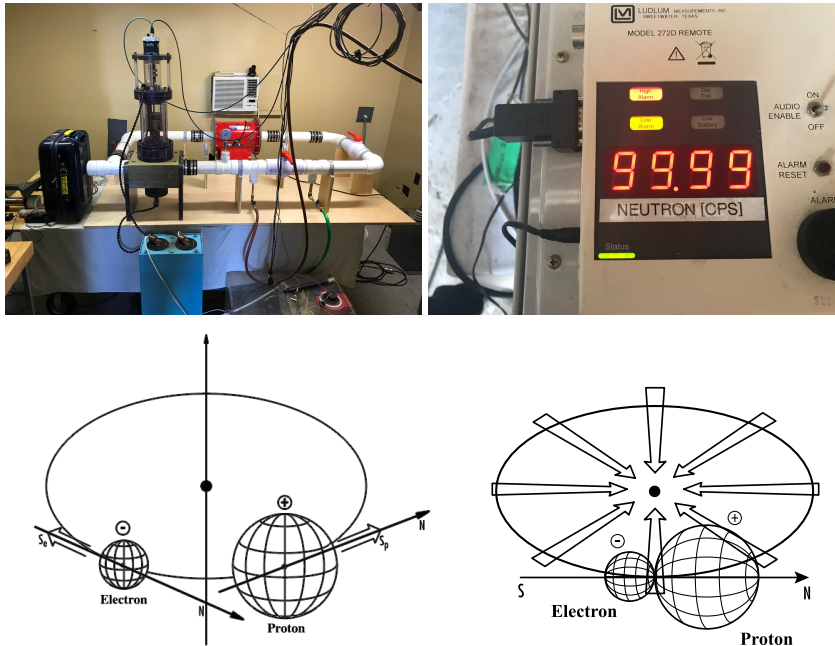 LUDLUM MEASUREMENTS, INC.
SWEETWATER TEXAS
MODEL 272D REMOTE
High
Alarm
Det
Fail
Low
Alarm
Low
Battery
ON
AUDIO
ENABLE
OFF
99.99
ALARM
RESET
NEUTRON [CPS]
ALARM
Status
N
Se
Sp
N
Electron
Proton
S
N
Electron
Proton